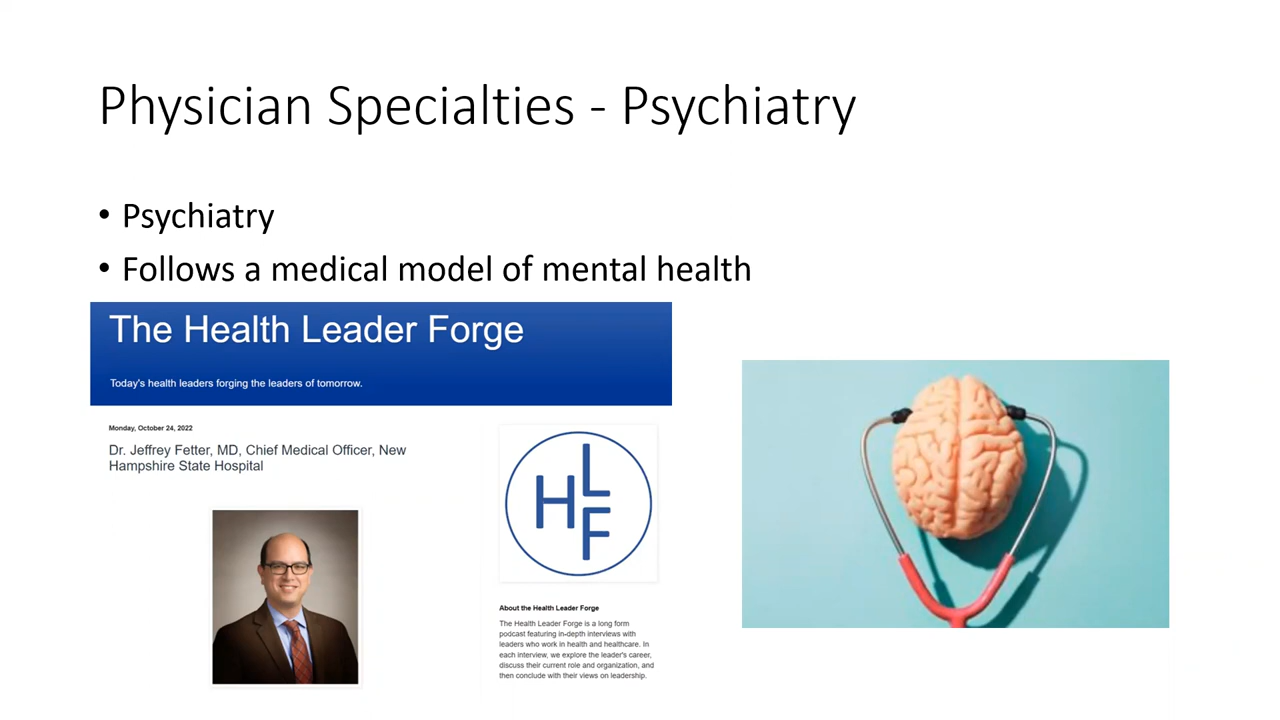 Physician Specialties - Psychiatry
• Psychiatry
• Follows a medical model of mental health
The Health Leader Forge
Today's health leaders forging the leaders of tomorrow.
Monday, October 24, 2022
Dr. Jeffrey Fetter, MD, Chief Medical Officer, New
Hampshire State Hospital
HLF
About the Health Leader Forge
The Health Leader Forge is a long form
podcast featuring in-depth interviews with
leaders who work in health and healthcare. In
each interview, we explore the leader's career,
discuss their current role and organization, and
then conclude with their views on leadership.